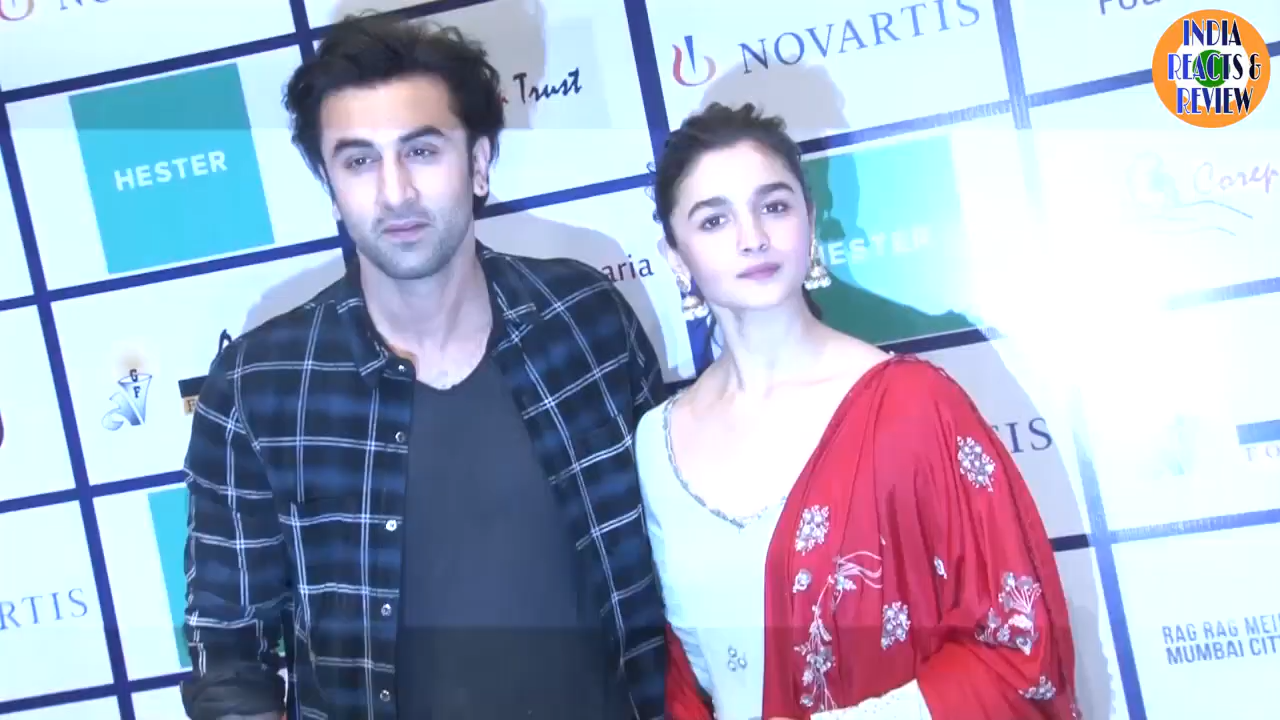 NOVARTIS
Trust
INDIA
REACTS &
REVIEW
HESTER
HESTER
aria
G
F
TIS
RTIS
RAG RAG MEI
MUMBAI CIT